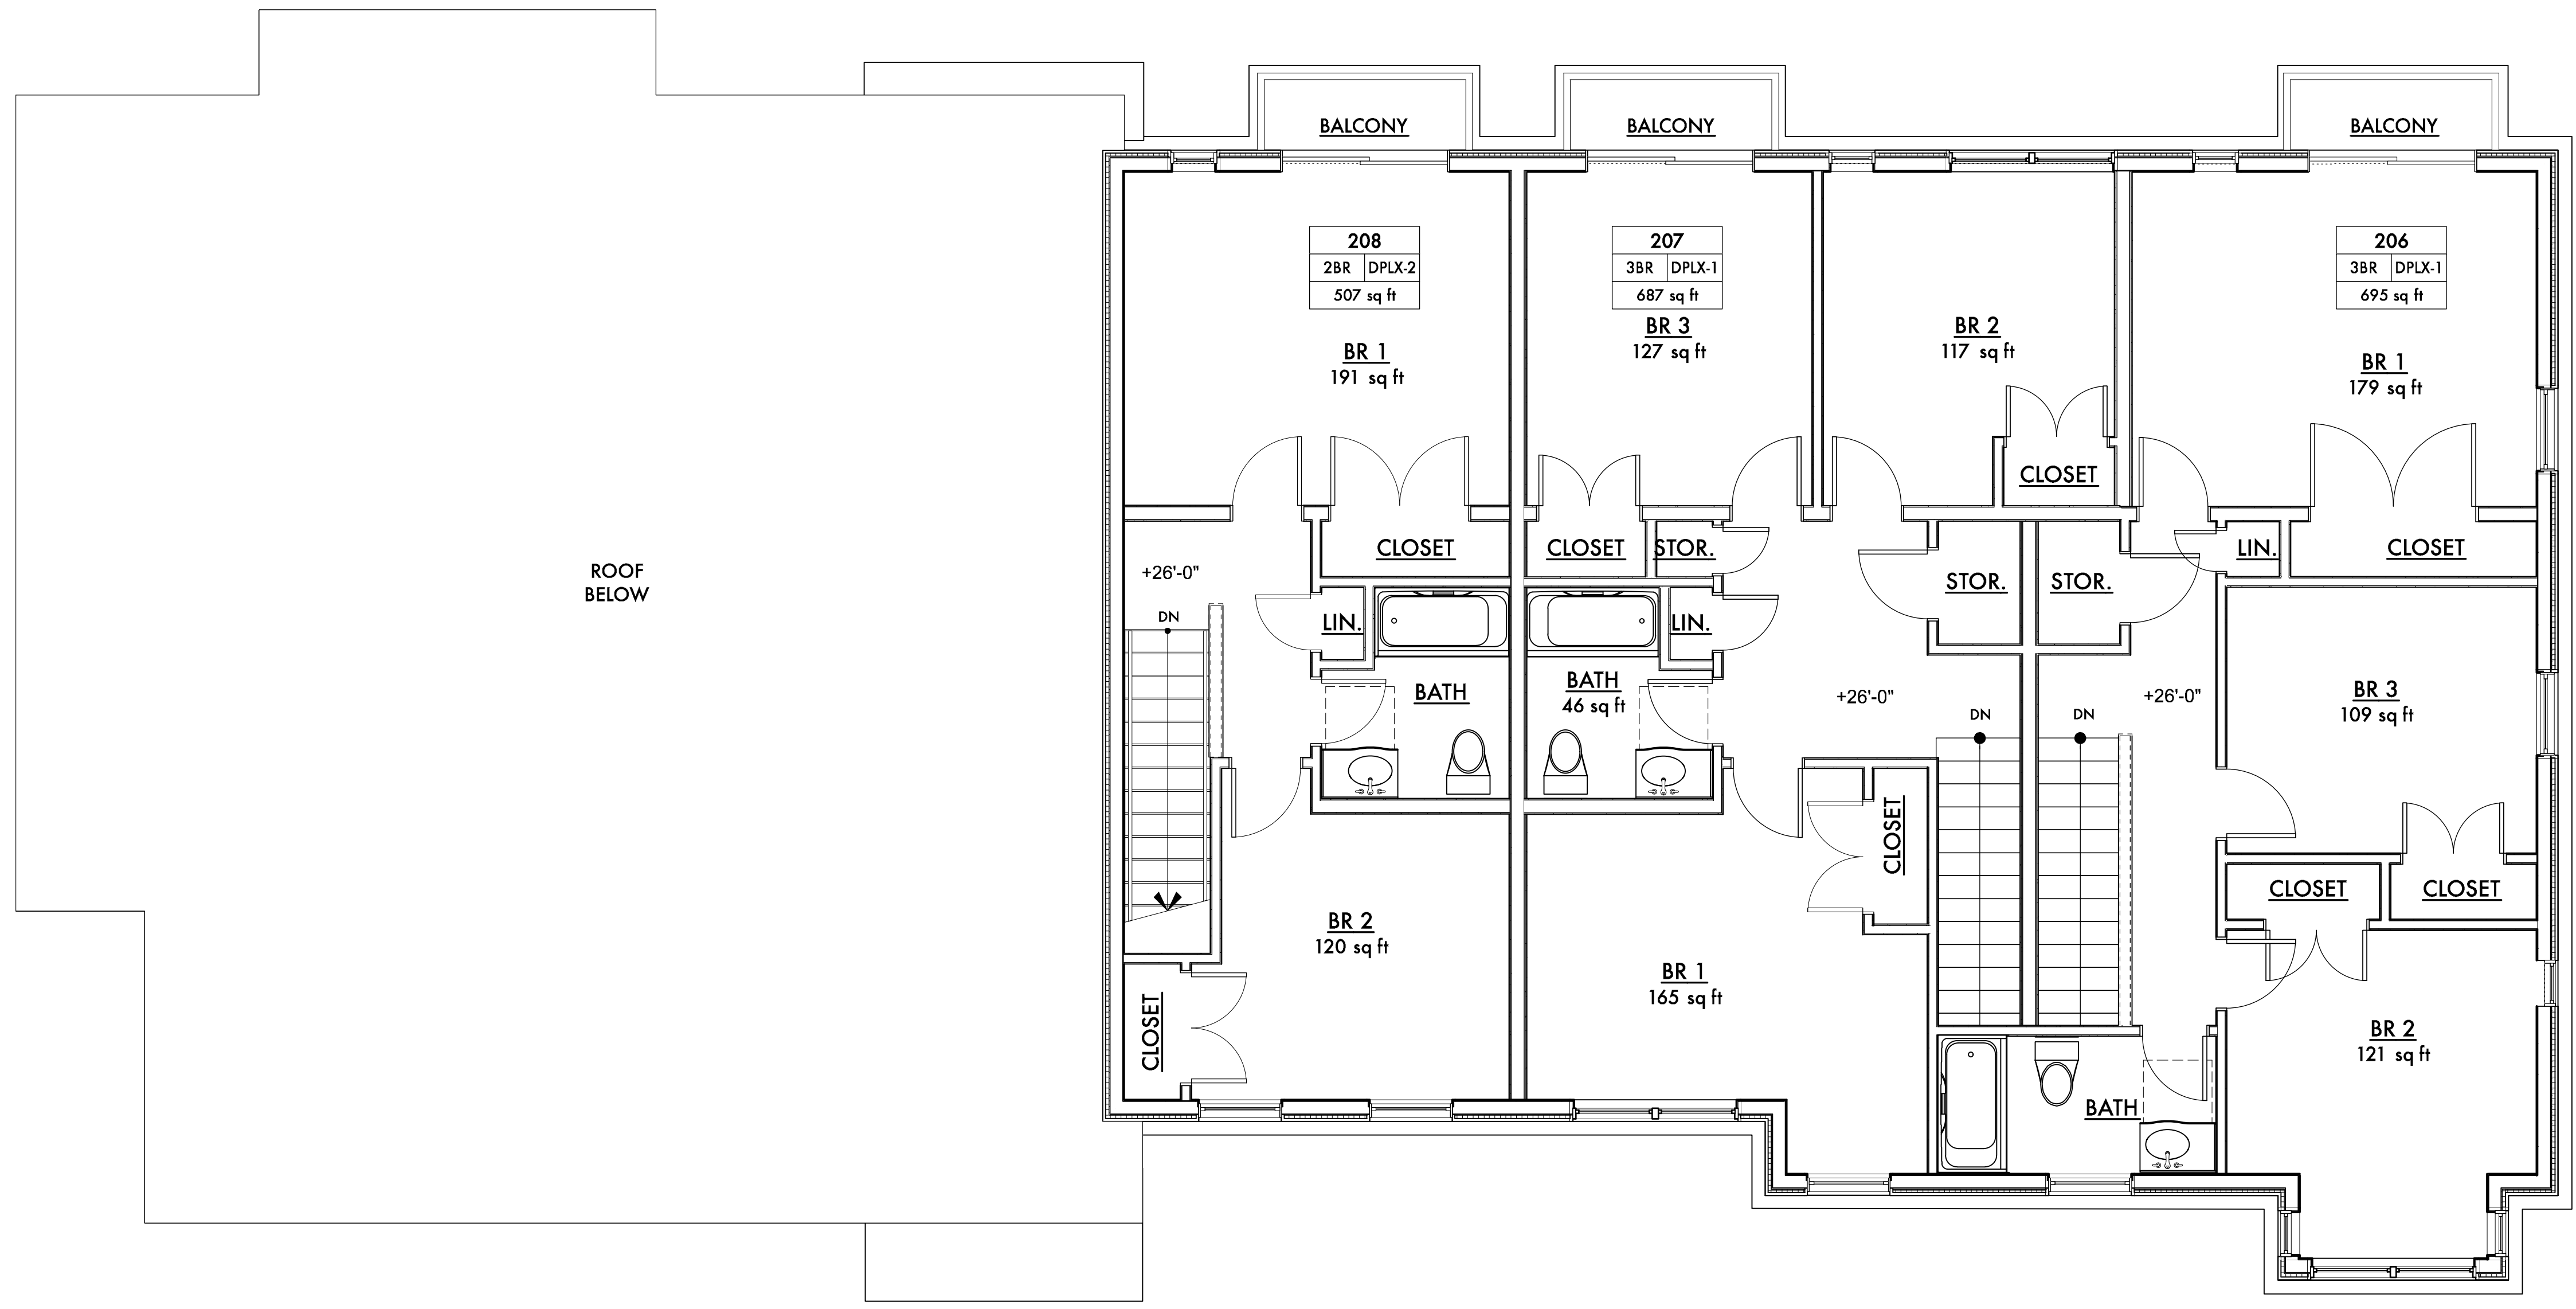 BALCONY
BALCONY
BALCONY
208
2BR DPLX-2
507 sq ft
BR 1
191 sq ft
207
3BR DPLX-1
687 sq ft
BR 3
127 sq ft
BR 2
117 sq ft
206
3BR DPLX-1
695 sq ft
BR 1
179 sq ft
CLOSET
CLOSET
CLOSET
STOR.
LIN.
CLOSET
ROOF
BELOW
+26'-0"
STOR.
STOR.
DN
LIN.
LIN.
BATH
BATH
46 sq ft
+26'-0"
+26'-0"
BR 3
109 sq ft
DN
DN
CLOSET
CLOSET
CLOSET
BR 2
120 sq ft
BR 1
165 sq ft
CLOSET
BR 2
121 sq ft
BATH